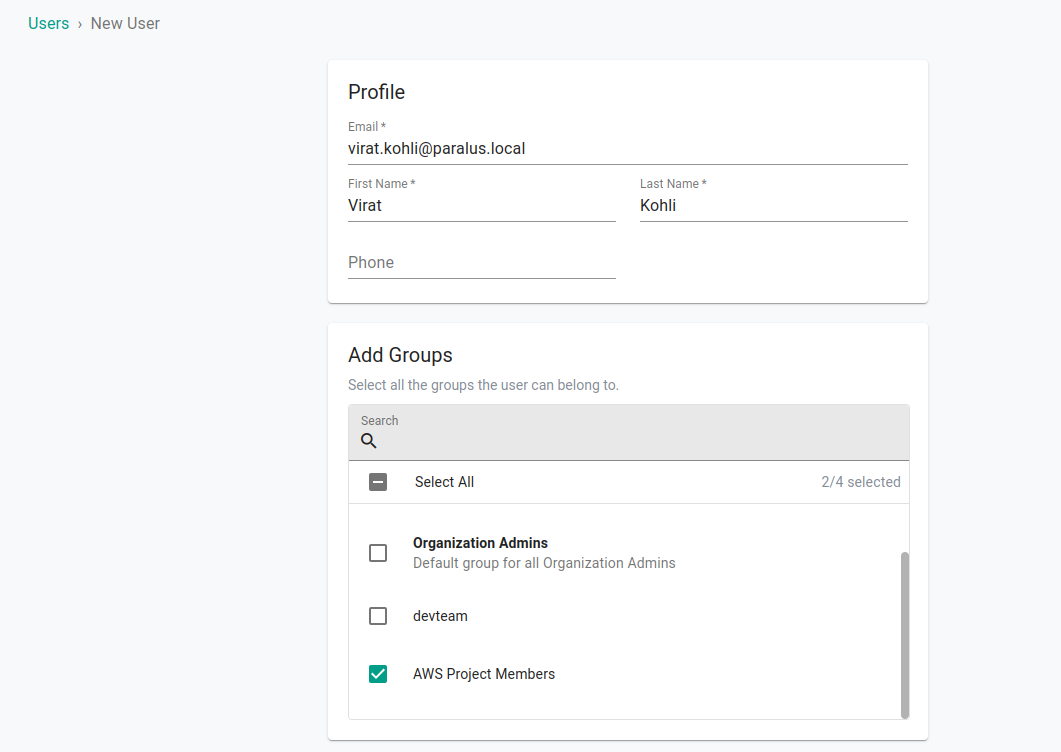 Users › New User
Profile
Email *
virat.kohli@paralus.local
First Name * Last Name *
Virat Kohli
Phone
Add Groups
Select all the groups the user can belong to.
Search
Select All 2/4 selected
Organization Admins
Default group for all Organization Admins
devteam
AWS Project Members